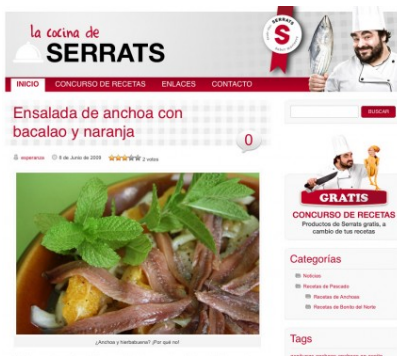 la cocina de
SERRATS
SERRATS
S
INICIO
CONCURSO DE RECETAS
ENLACES
CONTACTO
Ensalada de anchoa con
bacalao y naranja
0
esperanza
9 de Junio de 2009
2 votos
¿Anchoa y hierbabuena? ¡Por qué no!
BUSCAR
GRATIS
CONCURSO DE RECETAS
Productos de Serrats gratis, a
cambio de tus recetas
Categorías
Noticias
Recetas de Pescado
Recetas de Anchoas
Recetas de Bonito del Norte
Tags